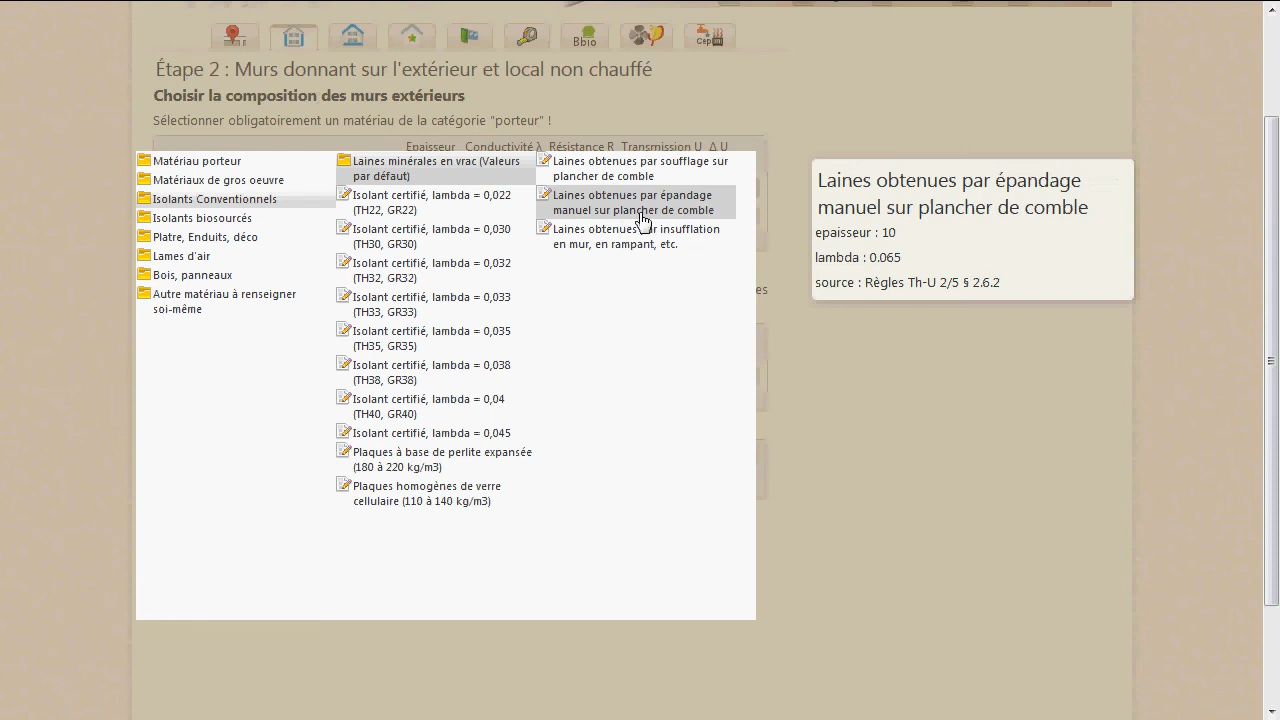 Bbio
Cep
Étape 2 : Murs donnant sur l'extérieur et local non chauffé
Choisir la composition des murs extérieurs
Sélectionner obligatoirement un matériau de la catégorie "porteur" !
Epaisseur Conductivité λ Résistance R Transmission U Δ U
Matériau porteur
Matériaux de gros oeuvre
Isolants Conventionnels
Isolants biosourcés
Platre, Enduits, déco
Lames d'air
Bois, panneaux
Autre matériau à renseigner
soi-même
Laines minérales en vrac (Valeurs
par défaut)
Isolant certifié, lambda = 0,022
(TH22, GR22)
Isolant certifié, lambda = 0,030
(TH30, GR30)
Isolant certifié, lambda = 0,032
(TH32, GR32)
Isolant certifié, lambda = 0,033
(TH33, GR33)
Isolant certifié, lambda = 0,035
(TH35, GR35)
Isolant certifié, lambda = 0,038
(TH38, GR38)
Isolant certifié, lambda = 0,04
(TH40, GR40)
Isolant certifié, lambda = 0,045
Plaques à base de perlite expansée
(180 à 220 kg/m3)
Plaques homogènes de verre
cellulaire (110 à 140 kg/m3)
Laines obtenues par soufflage sur
plancher de comble
Laines obtenues par épandage
manuel sur plancher de comble
Laines obtenues par insufflation
en mur, en rampant, etc.
es
Laines obtenues par épandage
manuel sur plancher de comble
epaisseur : 10
lambda : 0.065
source : Règles Th-U 2/5 § 2.6.2